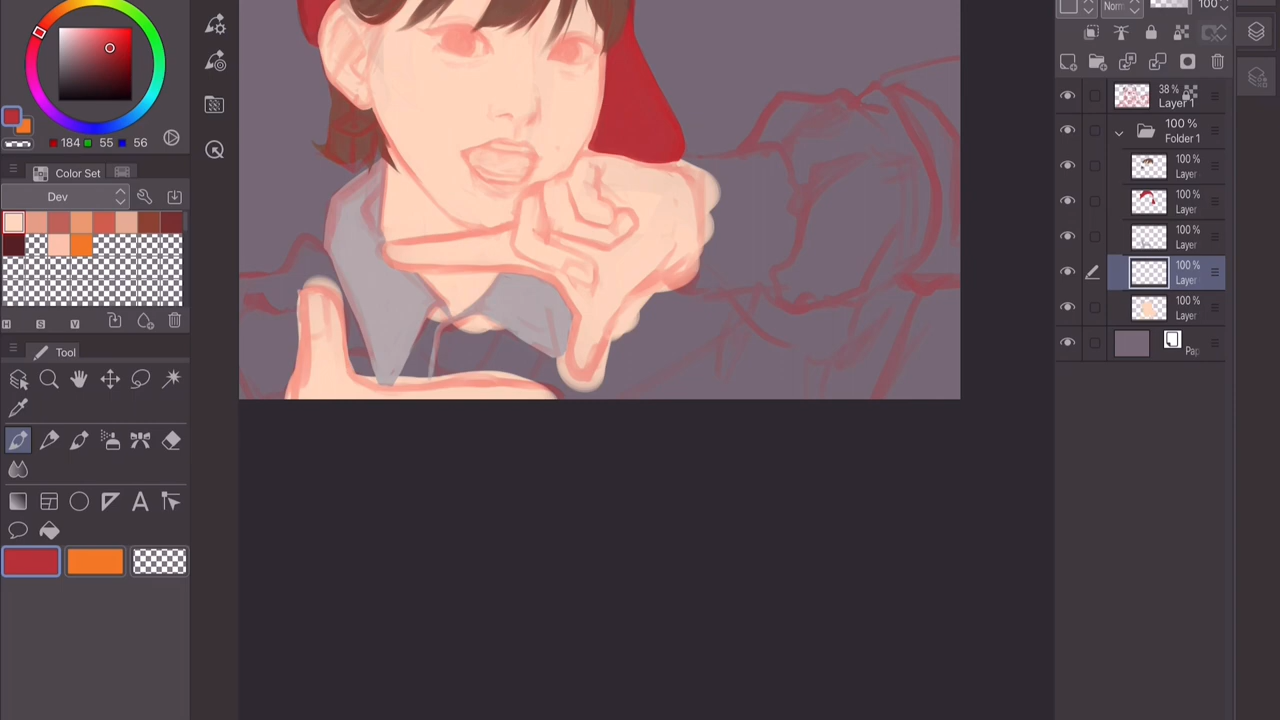 Norm
100
184 55 56
Color Set
Dev
H S V
Tool
A
38 %
Layer 1
100 %
Folder 1
100 %
Layer
100 %
Layer
100 %
Layer
100 %
Layer
100 %
Layer
Pap